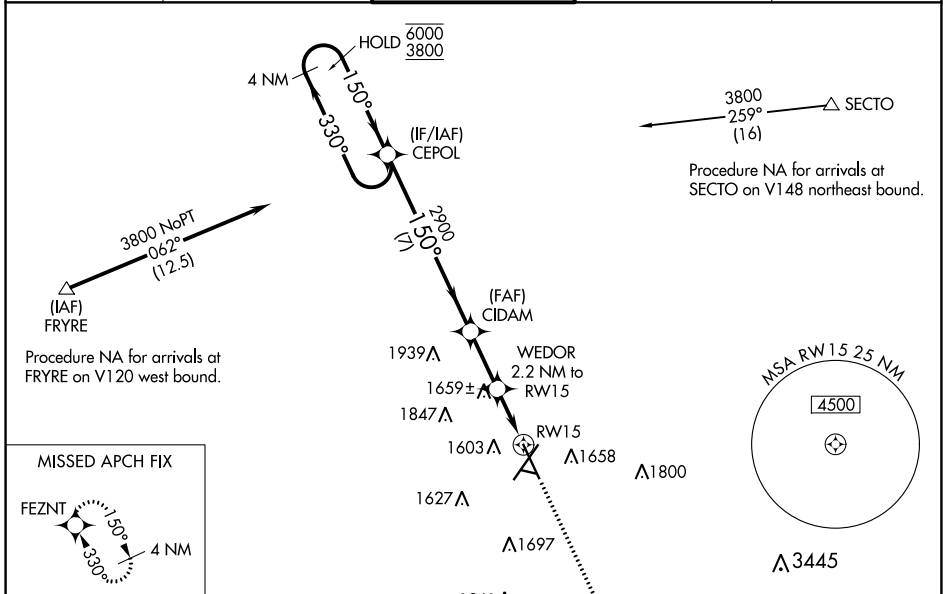 HOLD 6000
3800
4 NM
150°
330°
(IF/IAF)
CEPOL
3800
259°
(16)
SECTO
Procedure NA for arrivals at
SECTO on V148 northeast bound.
3800 NoPT
062°
(12.5)
(IAF)
FRYRE
Procedure NA for arrivals at
FRYRE on V120 west bound.
2900
150°
(7)
(FAF)
CIDAM
1939
WEDOR
2.2 NM to
RW15
1659±
1847
RW15
1603
1658
1800
1627
1697
MSA RW15 25 NM
4500
3445
MISSED APCH FIX
FEZNT
150°
330°
4 NM